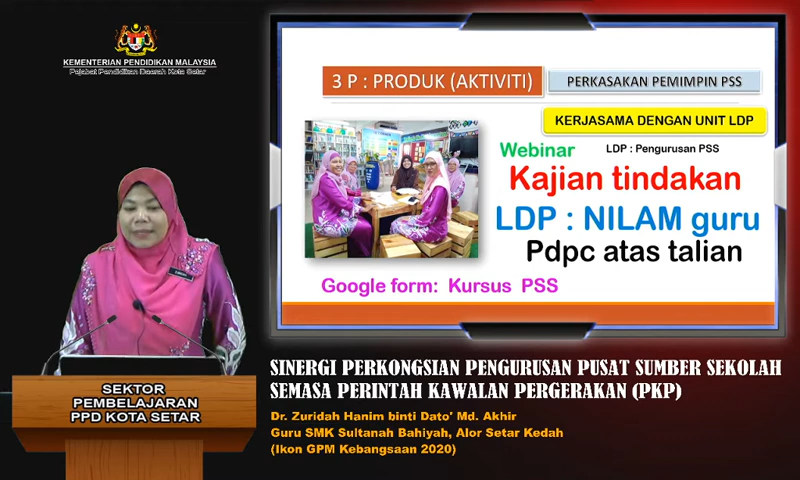 KEMENTERIAN PENDIDIKAN MALAYSIA
Pejabat Pendidikan Daerah Kota Setar
3 P : PRODUK (AKTIVITI)
PERKASAKAN PEMIMPIN PSS
KERJASAMA DENGAN UNIT LDP
Webinar
LDP : Pengurusan PSS
Kajian tindakan
LDP : NILAM guru
Pdpc atas talian
Google form: Kursus PSS
SEKTOR
PEMBELAJARAN
PPD KOTA SETAR
SINERGI PERKONGSIAN PENGURUSAN PUSAT SUMBER SEKOLAH
SEMASA PERINTAH KAWALAN PERGERAKAN (PKP)
Dr. Zuridah Hanim binti Dato' Md. Akhir
Guru SMK Sultanah Bahiyah, Alor Setar Kedah
(Ikon GPM Kebangsaan 2020)